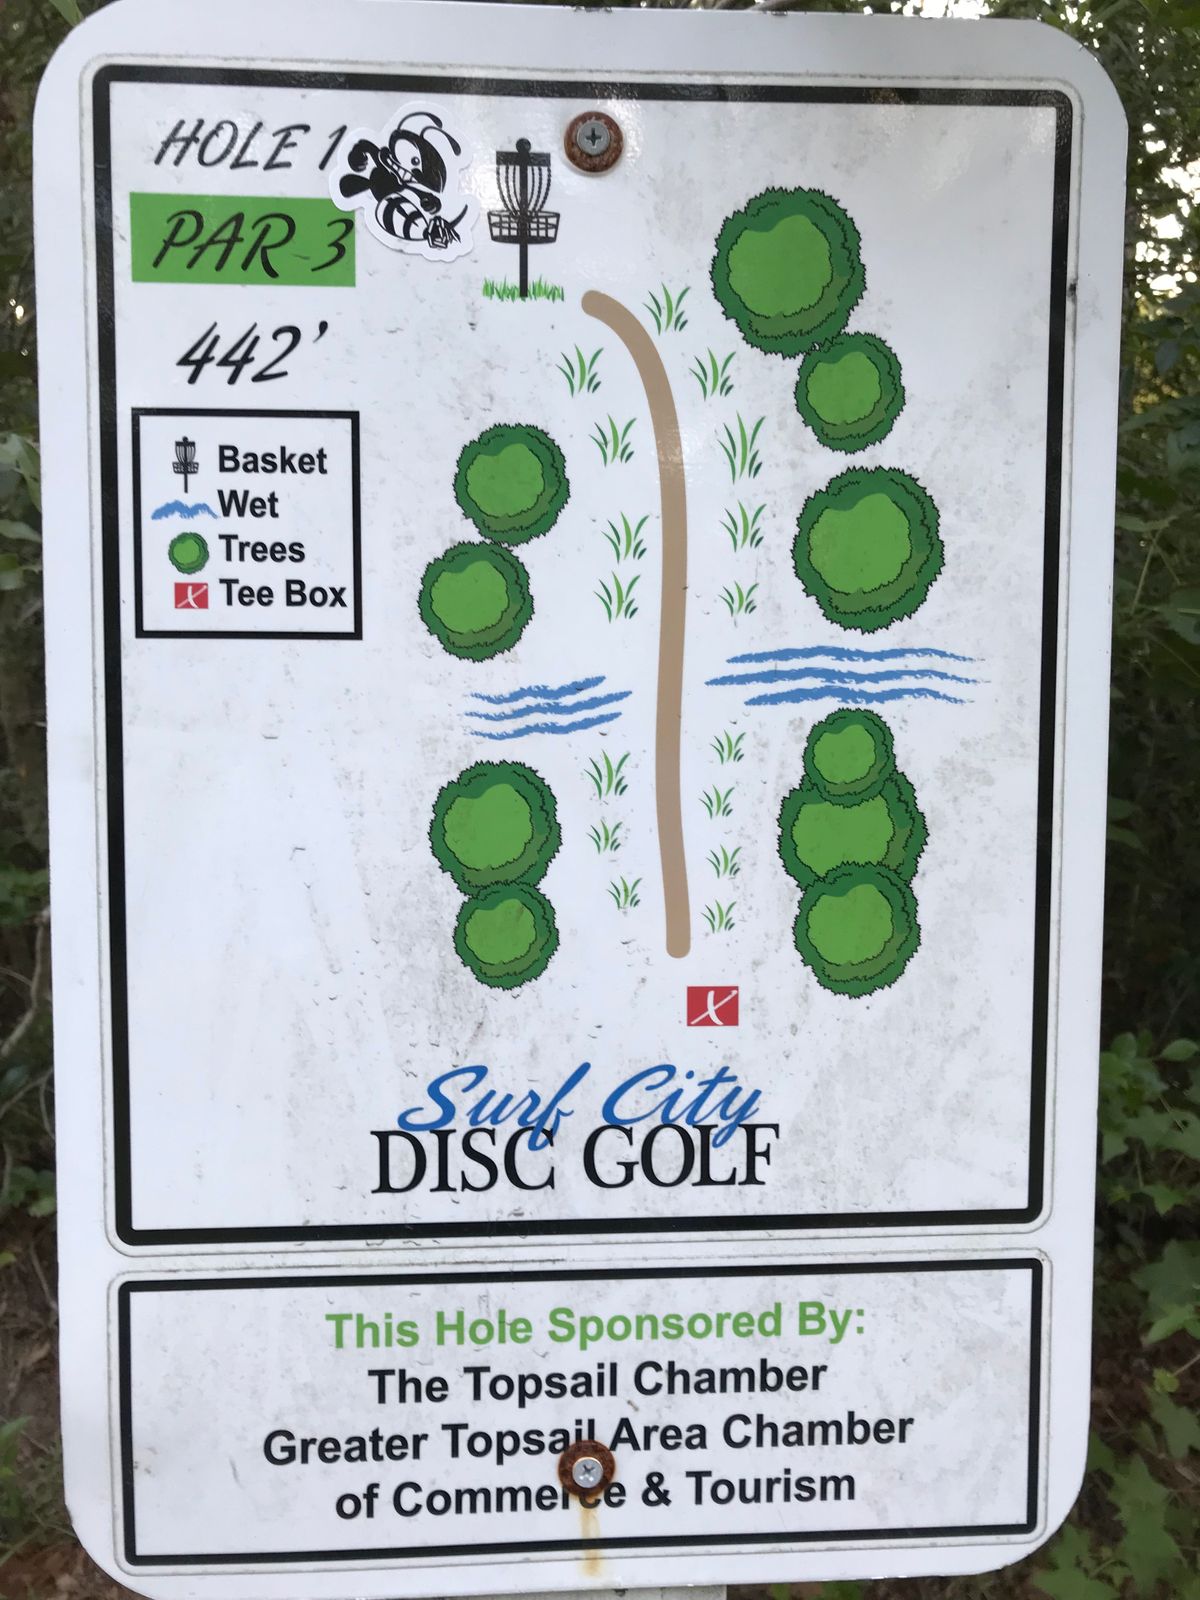 HOLE 1
PAR 3
442'
Basket
Wet
Trees
Tee Box
Surf City
DISC GOLF
This Hole Sponsored By:
The Topsail Chamber
Greater Topsail Area Chamber
of Commerce & Tourism